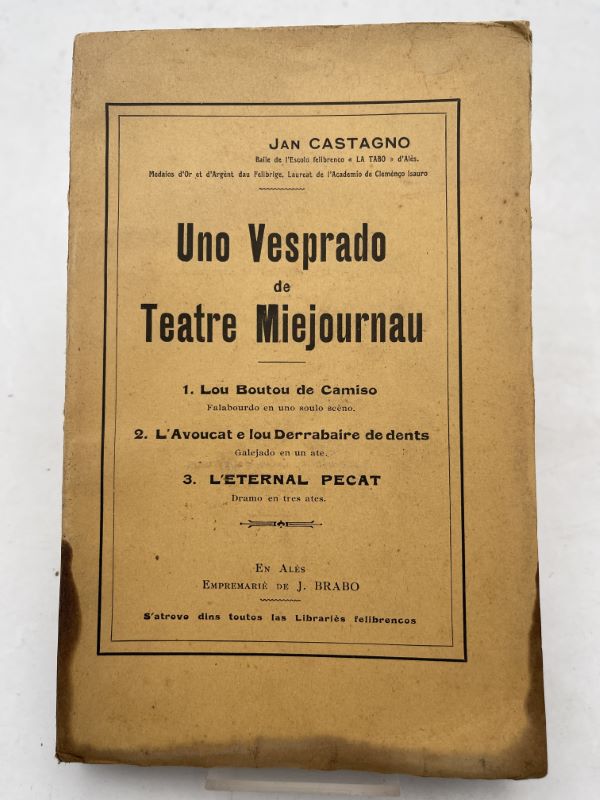 JAN CASTAGNO
Baile de l'Escolo felibrenco « LA TABO » d'Alés.
Medaios d'Or et d'Argènt dau Felibrige, Laureat de l'Academio de Clemènço Isauro
Uno Vesprado
de
Teatre Miejournau
1. Lou Boutou de Camiso
Falabourdo en uno soulo scèno.
2. L'Avoucat e lou Derrabaire de dents
Galejado en un ate.
3. L'ETERNAL PECAT
Dramo en tres ates.
EN ALÉS
EMPREMARIÉ DE J. BRABO
S'atrovo dins toutos las Librariès felibrencos